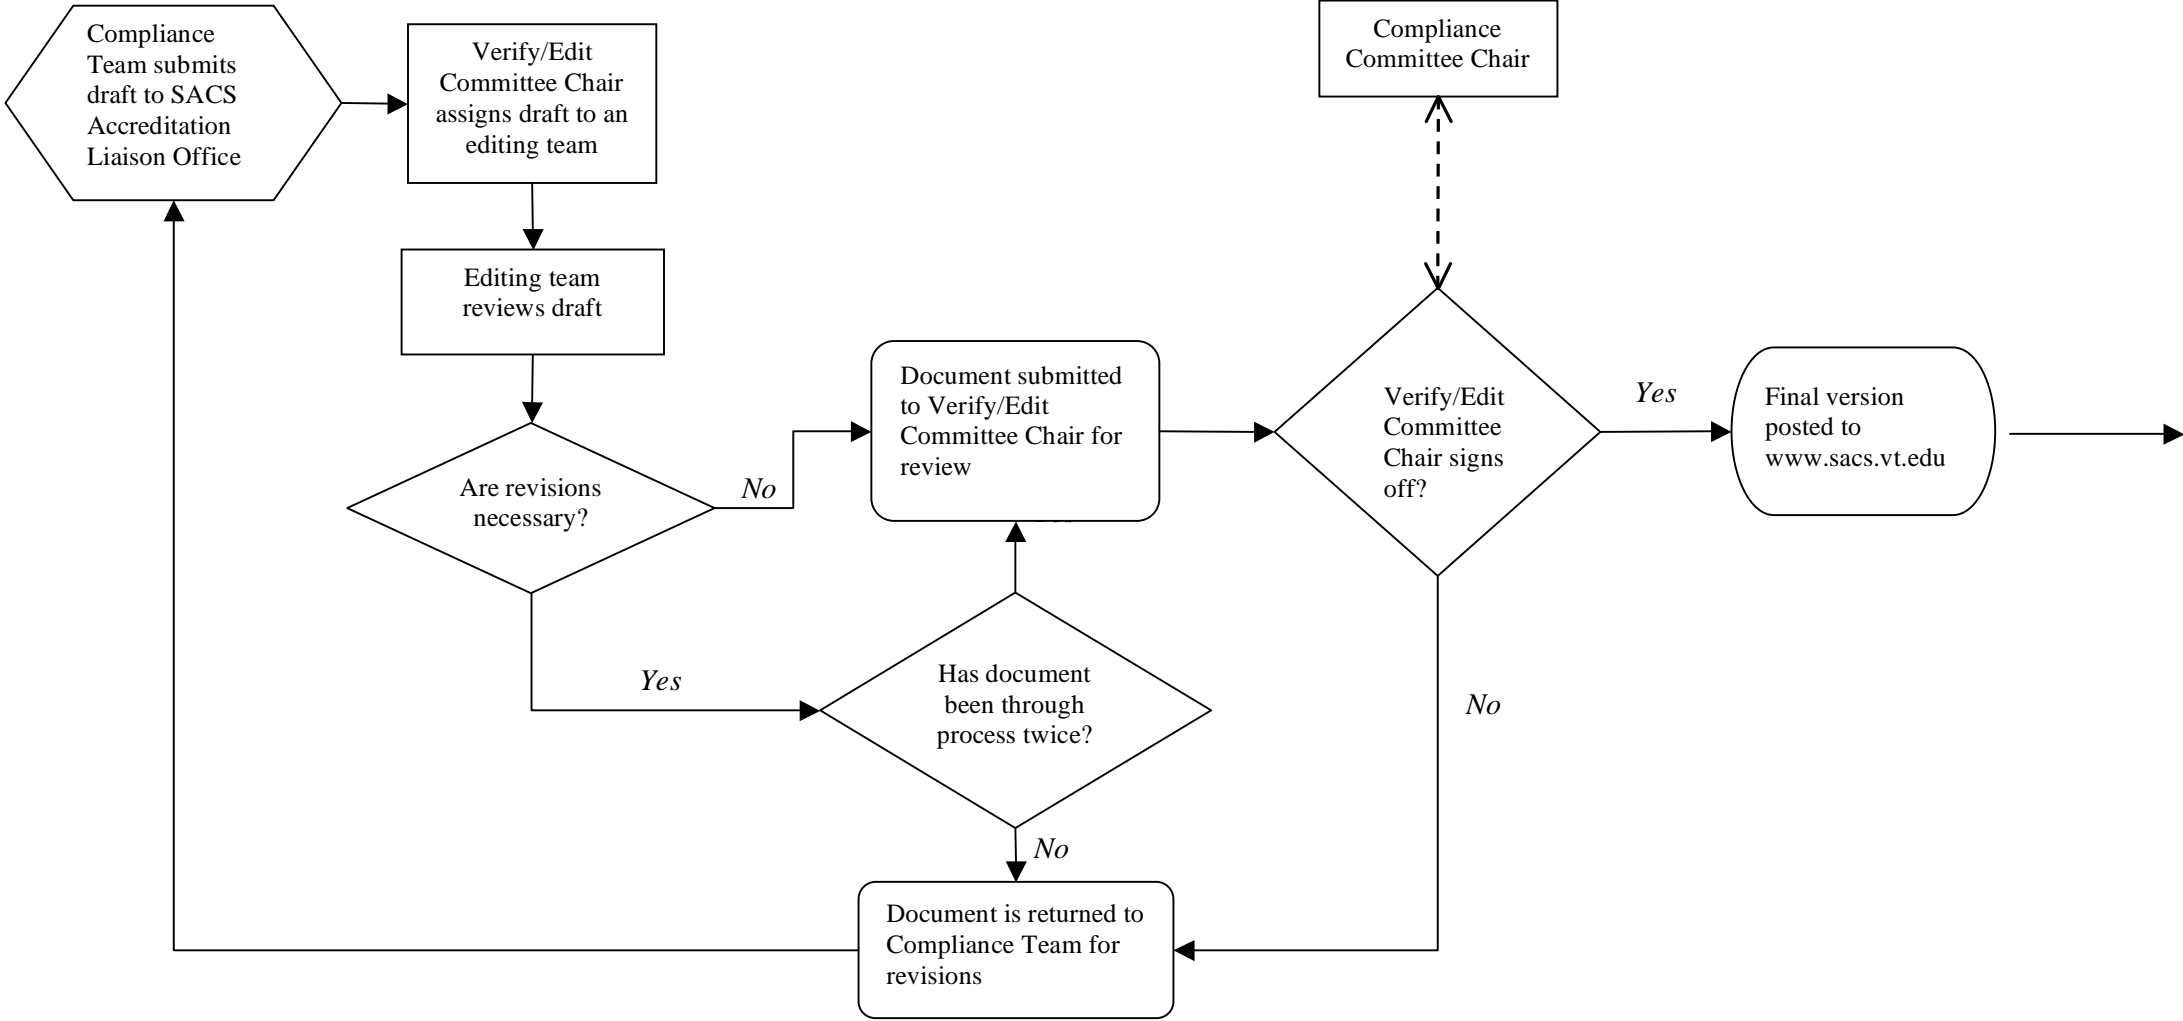 Compliance
Team submits
draft to SACS
Accreditation
Liaison Office
Verify/Edit
Committee Chair
assigns draft to an
editing team
Compliance
Committee Chair
Editing team
reviews draft
Are revisions
necessary?
No
Document submitted
to Verify/Edit
Committee Chair for
review
Verify/Edit
Committee
Chair signs
off?
Yes
Final version
posted to
www.sacs.vt.edu
Yes
Has document
been through
process twice?
No
No
Document is returned to
Compliance Team for
revisions